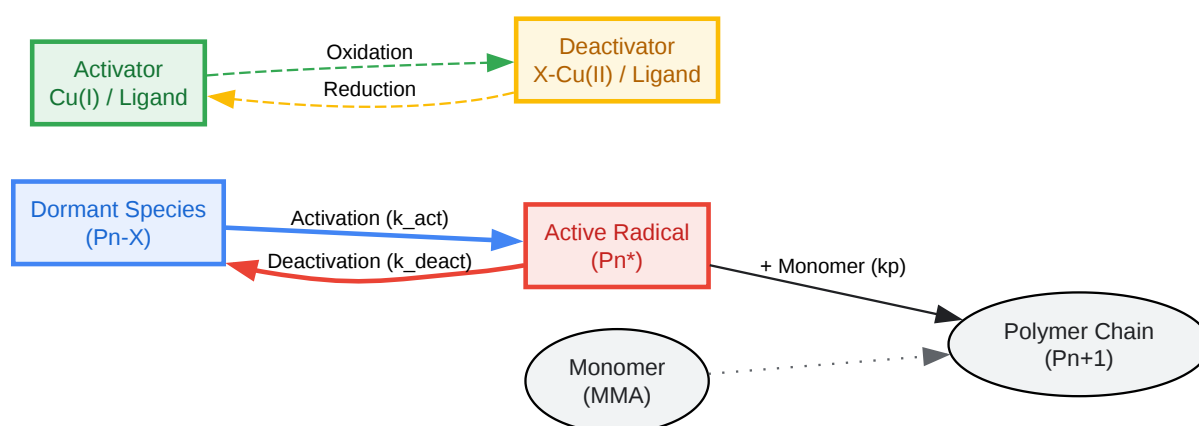 Activator
Cu(I) / Ligand
Oxidation
Reduction
Deactivator
X-Cu(II) / Ligand
Dormant Species
(Pn-X)
Activation (k_act)
Deactivation (k_deact)
Active Radical
(Pn*)
+ Monomer (kp)
Monomer
(MMA)
Polymer Chain
(Pn+1)